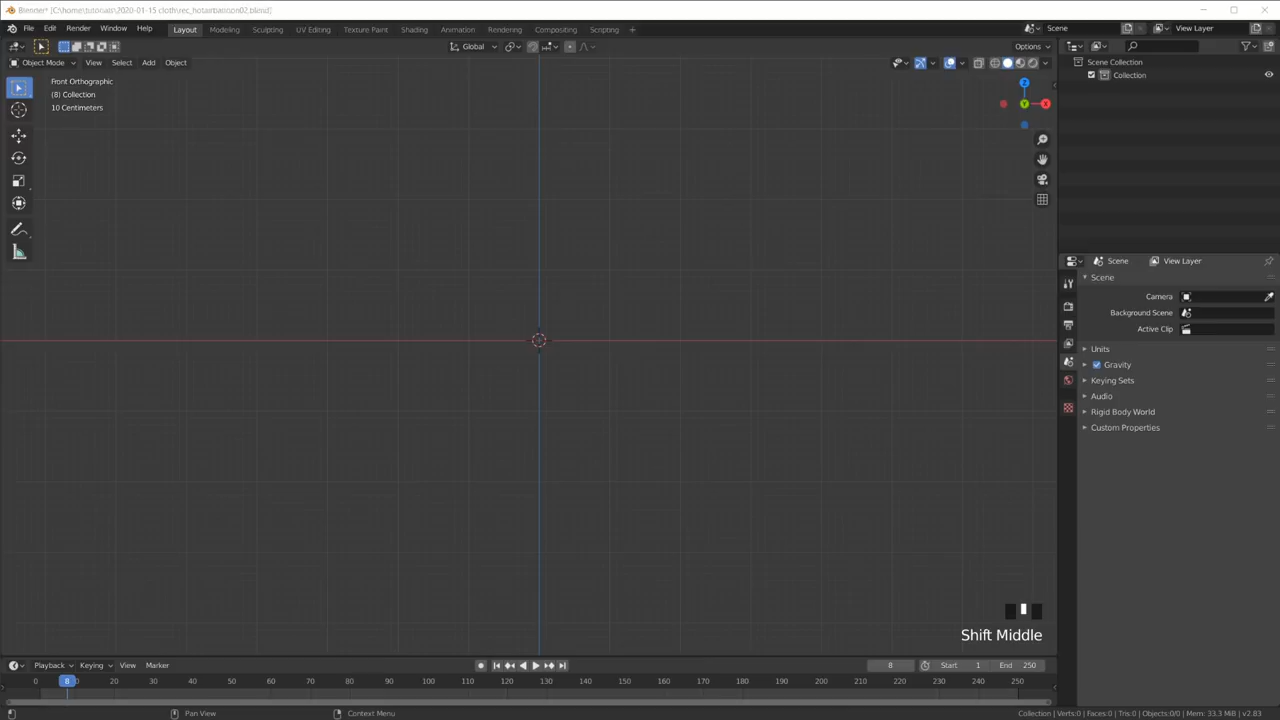 Blender* [C:\home\tutorials\2020-01-15 cloth\rec_hotairballon02.blend]
File Edit Render Window Help Layout Modeling Sculpting UV Editing Texture Paint Shading Animation Rendering Compositing Scripting + Scene View Layer
Global Options
Object Mode View Select Add Object
Front Orthographic
(8) Collection
10 Centimeters
Z
Y
X
Scene Collection
Collection
Scene View Layer
Scene
Camera
Background Scene
Active Clip
Units
Gravity
Keying Sets
Audio
Rigid Body World
Custom Properties
Shift Middle
Playback Keying View Marker 8 Start 1 End 250
0 8 20 30 40 50 60 70 80 90 100 110 120 130 140 150 160 170 180 190 200 210 220 230 240 250
Pan View Context Menu Collection | Verts:0 | Faces:0 | Tris:0 | Objects:0/0 | Mem: 33.3 MiB | v2.83